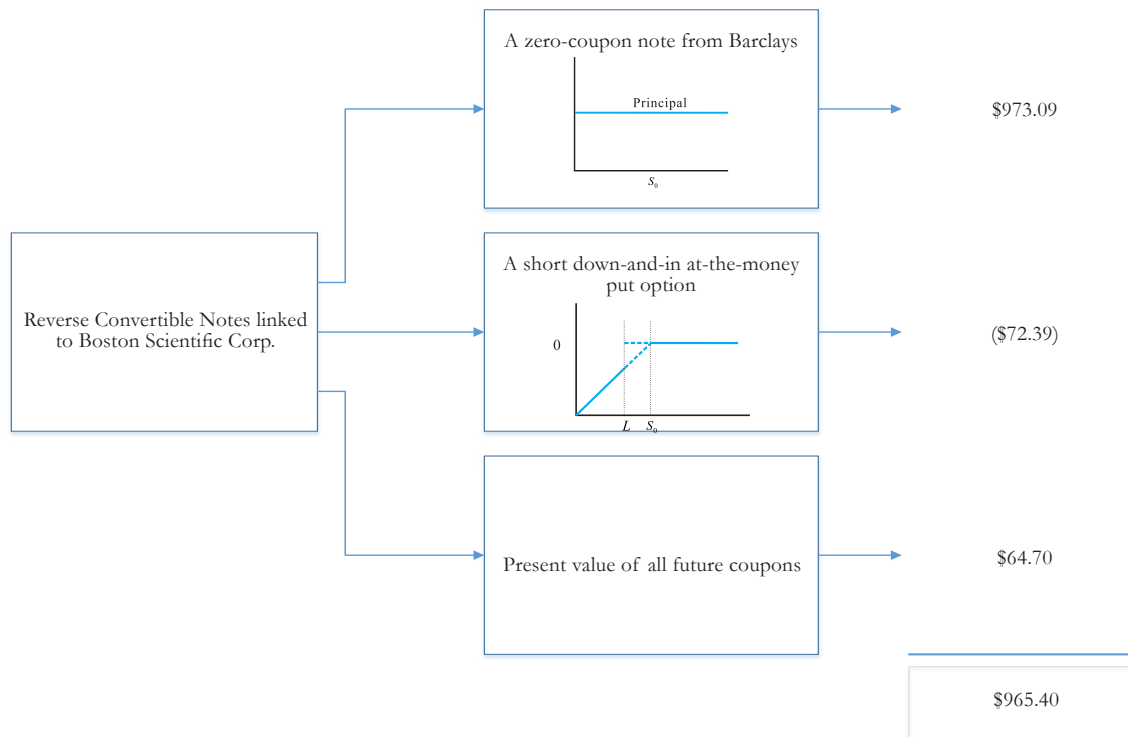 A zero-coupon note from Barclays
Principal
S₀
$973.09
Reverse Convertible Notes linked
to Boston Scientific Corp.
A short down-and-in at-the-money
put option
0
L S₀
($72.39)
Present value of all future coupons
$64.70
$965.40